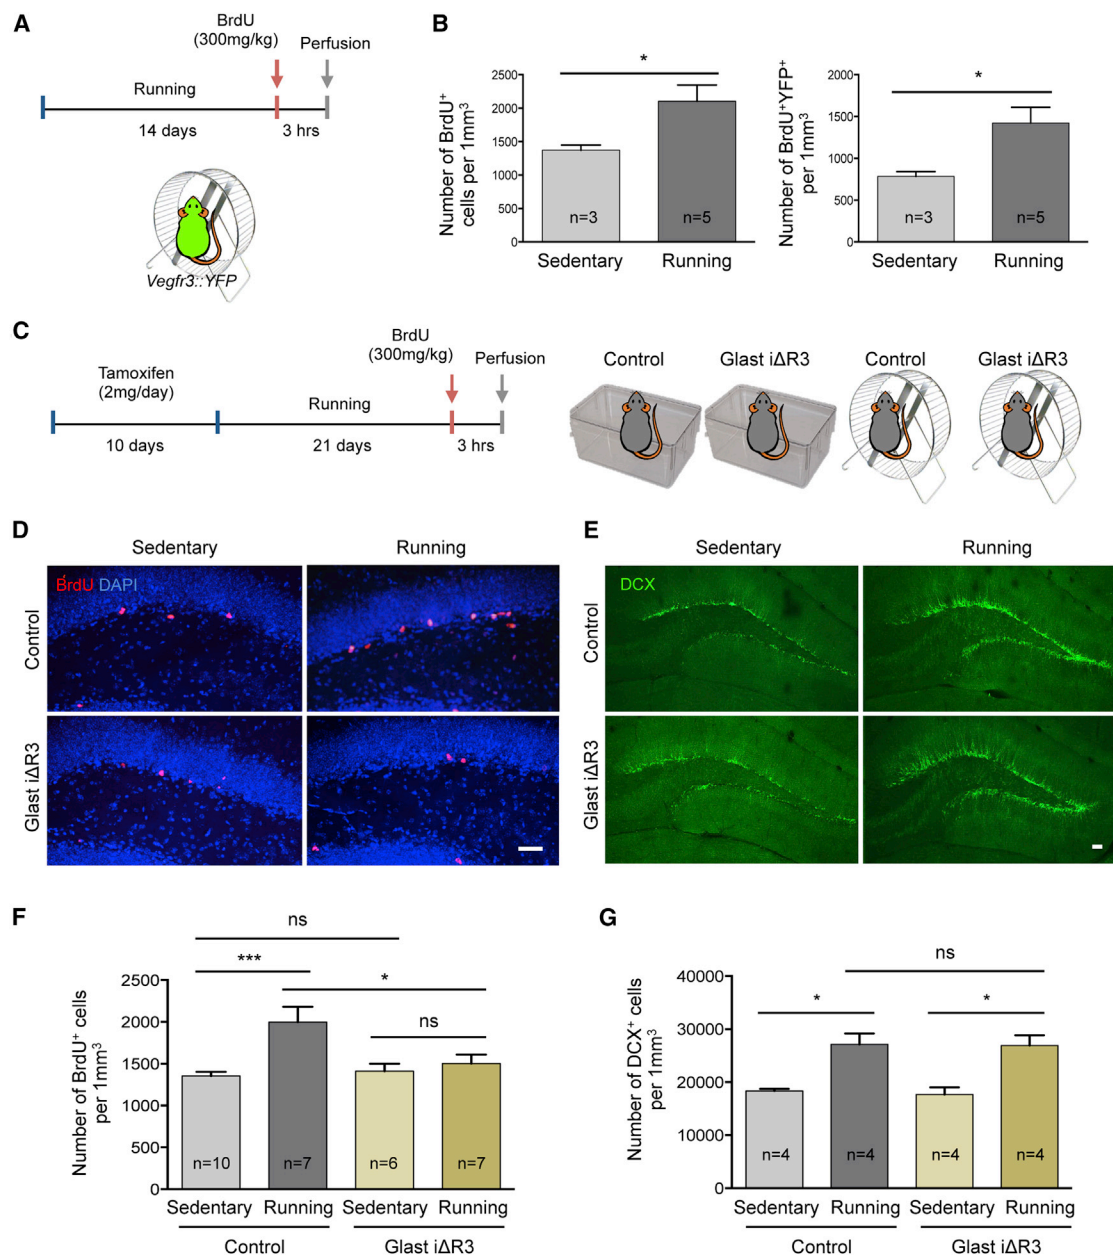 A
BrdU
(300mg/kg)
Perfusion
Running
14 days
3 hrs
Vegfr3::YFP
B
Number of BrdU⁺
cells per 1mm³
2500
2000
1500
1000
500
0
*
n=3
n=5
Sedentary
Running
Number of BrdU⁺YFP⁺
per 1mm³
2000
1500
1000
500
0
*
n=3
n=5
Sedentary
Running
C
Tamoxifen
(2mg/day)
Running
BrdU
(300mg/kg)
Perfusion
10 days
21 days
3 hrs
Control
Glast iΔR3
Control
Glast iΔR3
D
Sedentary
Running
Control
BrdU DAPI
Glast iΔR3
E
Sedentary
Running
Control
DCX
Glast iΔR3
F
Number of BrdU⁺ cells
per 1mm³
2500
2000
1500
1000
500
0
ns
***
*
ns
n=10
n=7
n=6
n=7
Sedentary
Running
Sedentary
Running
Control
Glast iΔR3
G
Number of DCX⁺ cells
per 1mm³
40000
30000
20000
10000
0
ns
*
*
n=4
n=4
n=4
n=4
Sedentary
Running
Sedentary
Running
Control
Glast iΔR3